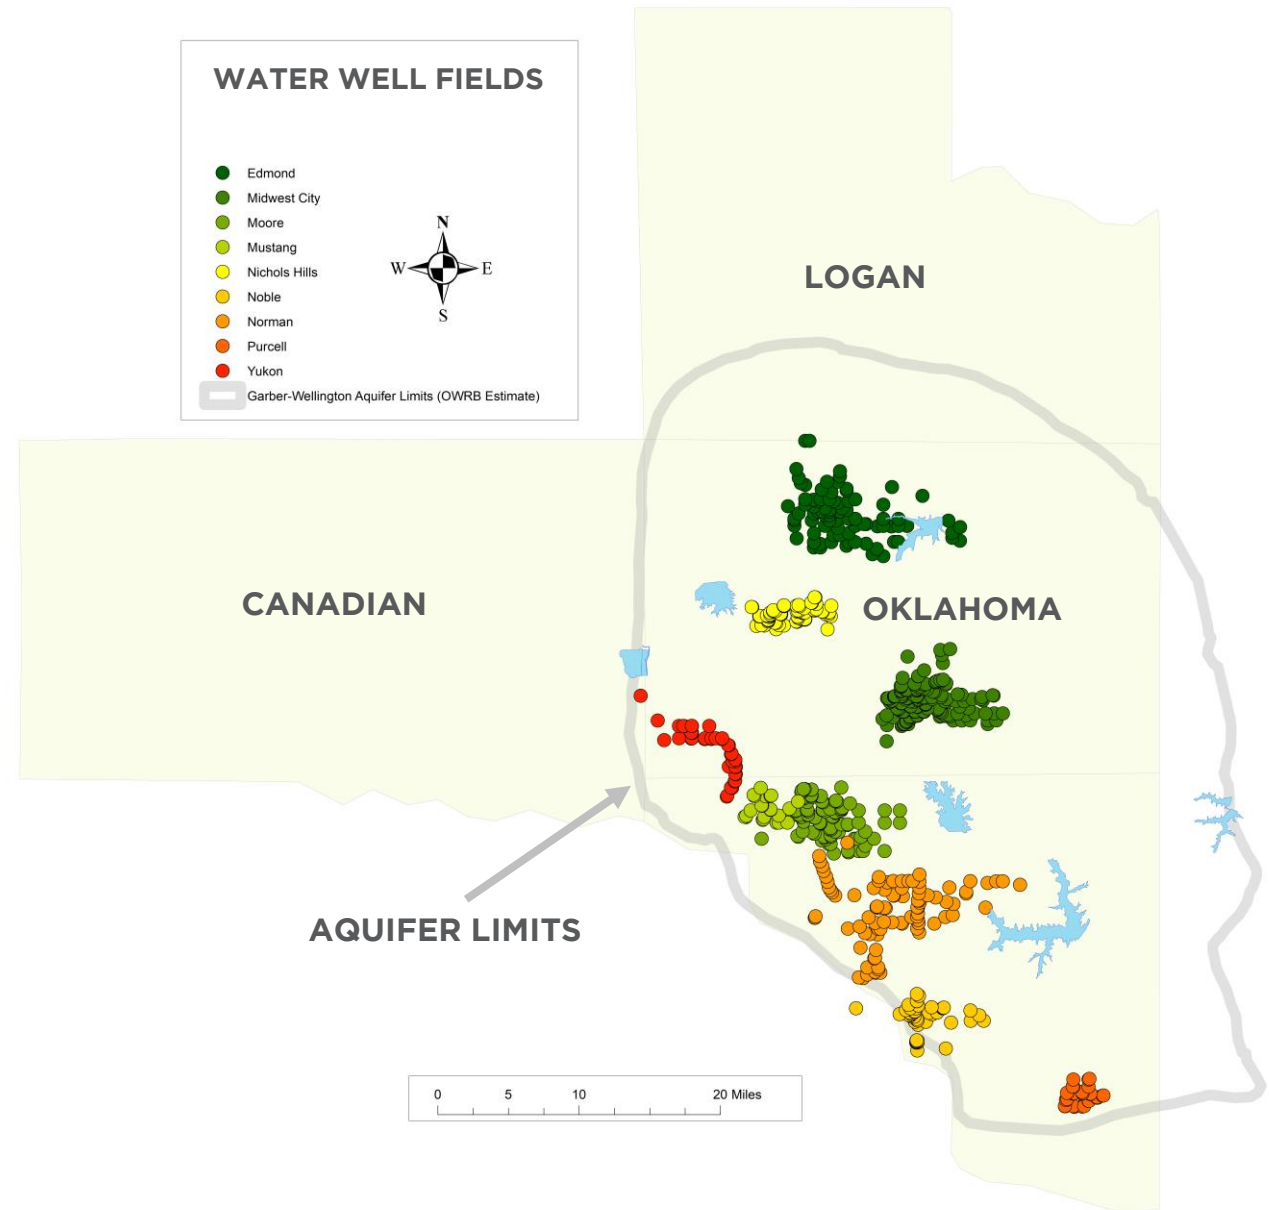 WATER WELL FIELDS
Edmond
Midwest City
Moore
Mustang
Nichols Hills
Noble
Norman
Purcell
Yukon
Garber-Wellington Aquifer Limits (OWRB Estimate)
N
W E
S
LOGAN
CANADIAN
OKLAHOMA
AQUIFER LIMITS
0 5 10 20 Miles